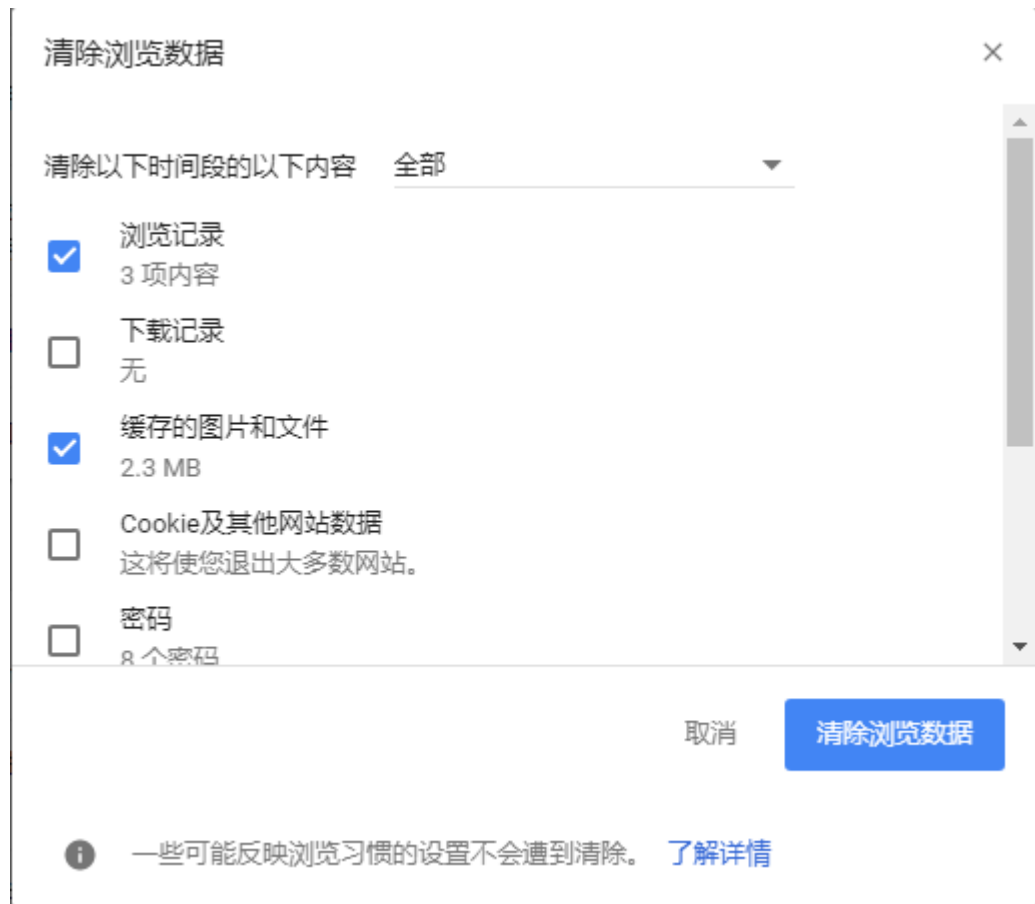 清除浏览数据
清除以下时间段的以下内容 全部
浏览记录
3 项内容
下载记录
无
缓存的图片和文件
2.3 MB
Cookie及其他网站数据
这将使您退出大多数网站。
密码
8 个密码
取消 清除浏览数据
一些可能反映浏览习惯的设置不会遭到清除。 了解详情